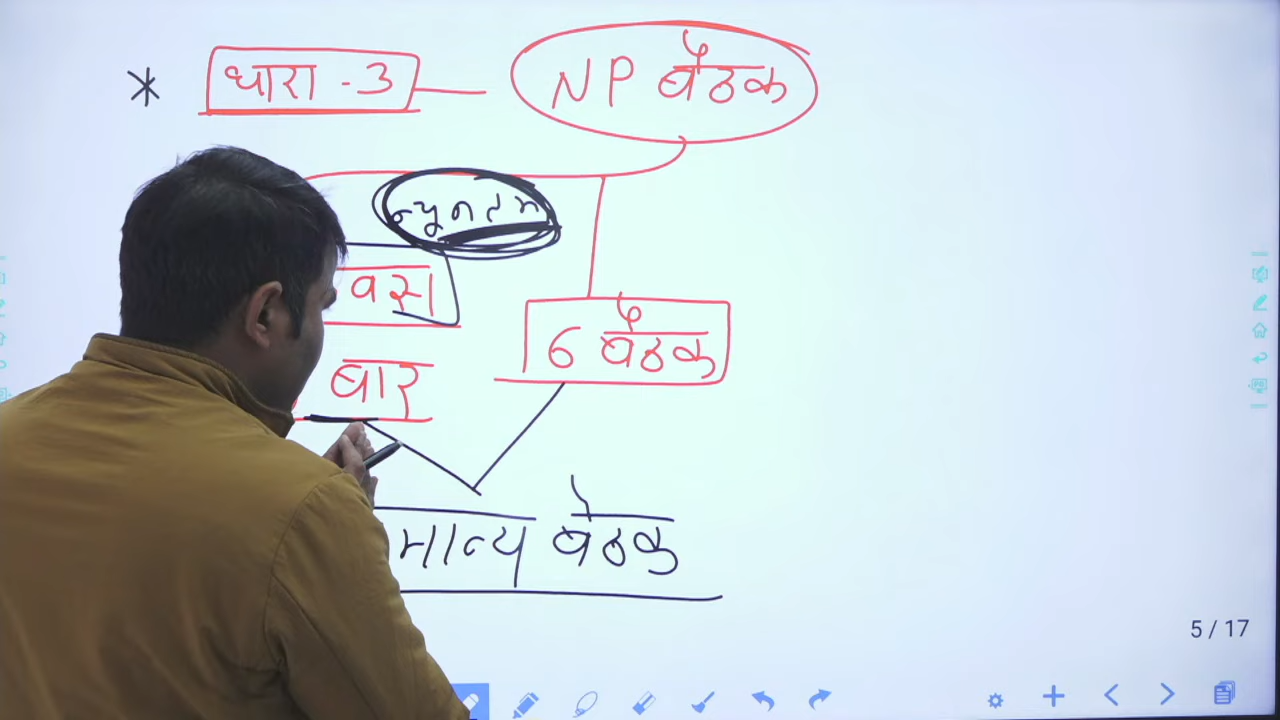 * धारा - 3 — NP बैठक
न्यूनतम
वर्ष
6 बैठक
बार
मान्य बैठक
5 / 17